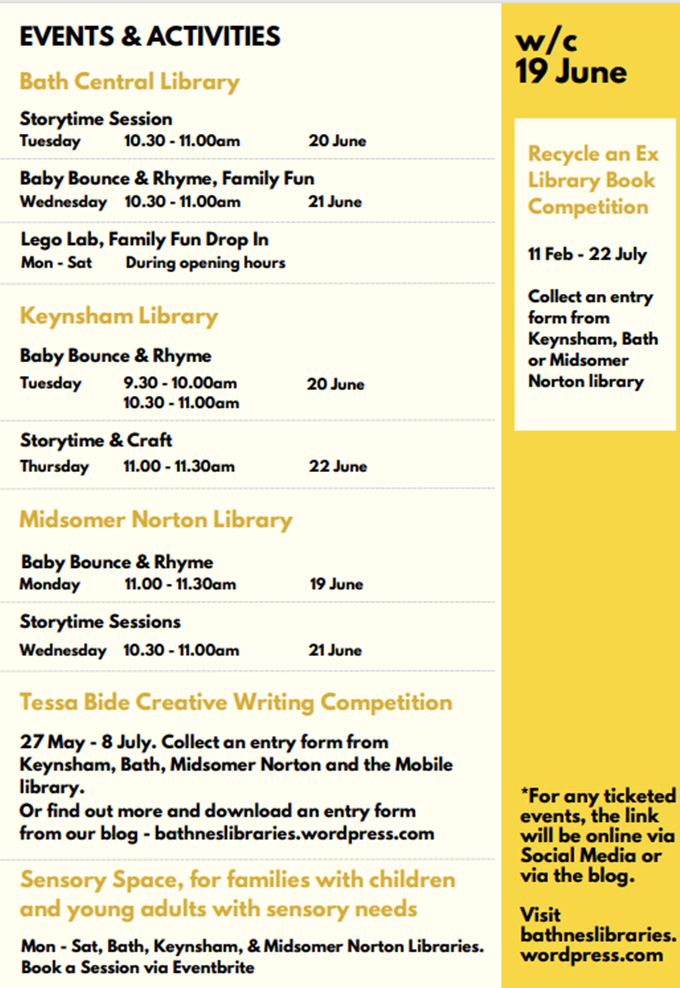 EVENTS & ACTIVITIES
Bath Central Library
Storytime Session
Tuesday 10.30 - 11.00am 20 June
Baby Bounce & Rhyme, Family Fun
Wednesday 10.30 - 11.00am 21 June
Lego Lab, Family Fun Drop In
Mon - Sat During opening hours
Keynsham Library
Baby Bounce & Rhyme
Tuesday 9.30 - 10.00am 20 June
10.30 - 11.00am
Storytime & Craft
Thursday 11.00 - 11.30am 22 June
Midsomer Norton Library
Baby Bounce & Rhyme
Monday 11.00 - 11.30am 19 June
Storytime Sessions
Wednesday 10.30 - 11.00am 21 June
Tessa Bide Creative Writing Competition
27 May - 8 July. Collect an entry form from
Keynsham, Bath, Midsomer Norton and the Mobile
library.
Or find out more and download an entry form
from our blog - bathneslibraries.wordpress.com
Sensory Space, for families with children
and young adults with sensory needs
Mon - Sat, Bath, Keynsham, & Midsomer Norton Libraries.
Book a Session via Eventbrite
w/c
19 June
Recycle an Ex
Library Book
Competition
11 Feb - 22 July
Collect an entry
form from
Keynsham, Bath
or Midsomer
Norton library
*For any ticketed
events, the link
will be online via
Social Media or
via the blog.
Visit
bathneslibraries.
wordpress.com